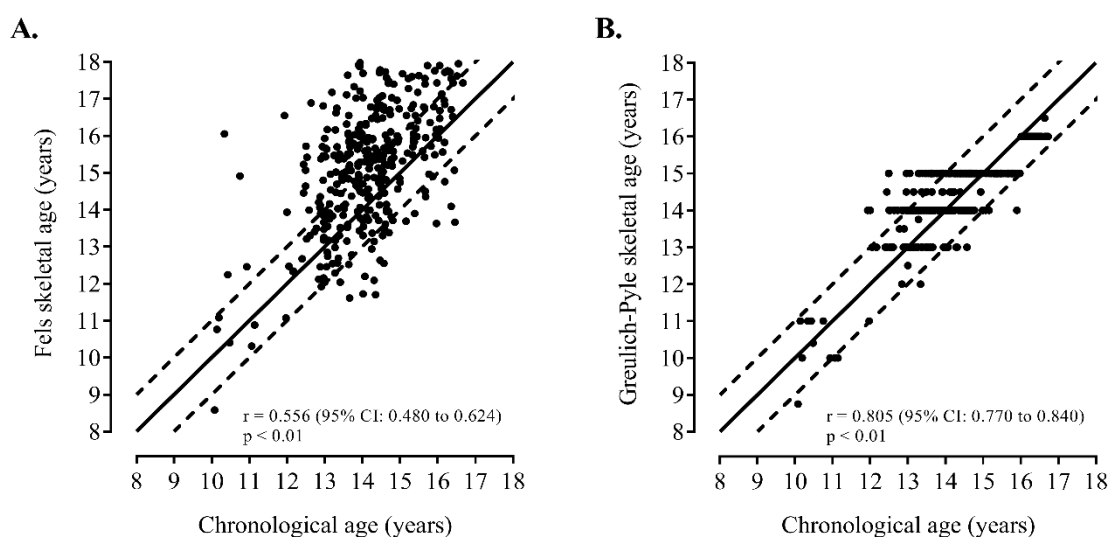 A.
Fels skeletal age (years)
18
17
16
15
14
13
12
11
10
9
8
r = 0.556 (95% CI: 0.480 to 0.624)
p < 0.01
8 9 10 11 12 13 14 15 16 17 18
Chronological age (years)
B.
Greulich-Pyle skeletal age (years)
18
17
16
15
14
13
12
11
10
9
8
r = 0.805 (95% CI: 0.770 to 0.840)
p < 0.01
8 9 10 11 12 13 14 15 16 17 18
Chronological age (years)